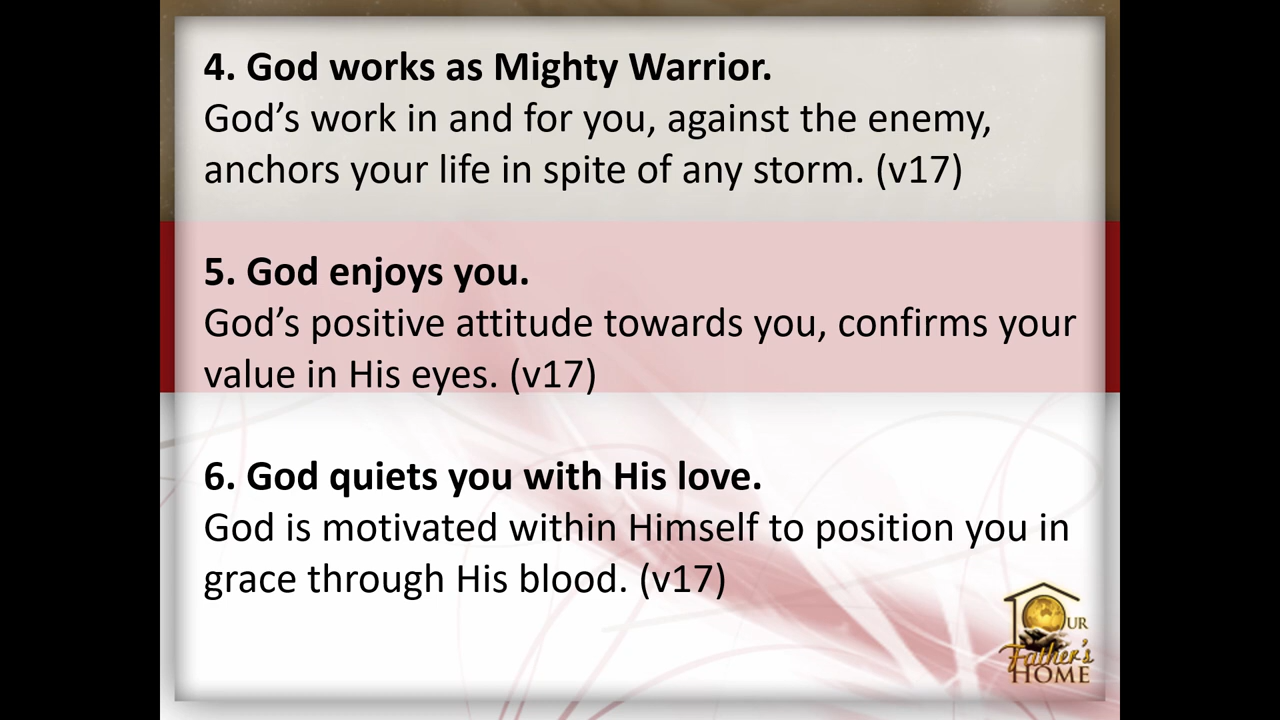 4. God works as Mighty Warrior.
God’s work in and for you, against the enemy,
anchors your life in spite of any storm. (v17)
5. God enjoys you.
God’s positive attitude towards you, confirms your
value in His eyes. (v17)
6. God quiets you with His love.
God is motivated within Himself to position you in
grace through His blood. (v17)
OUR
Father's
HOME